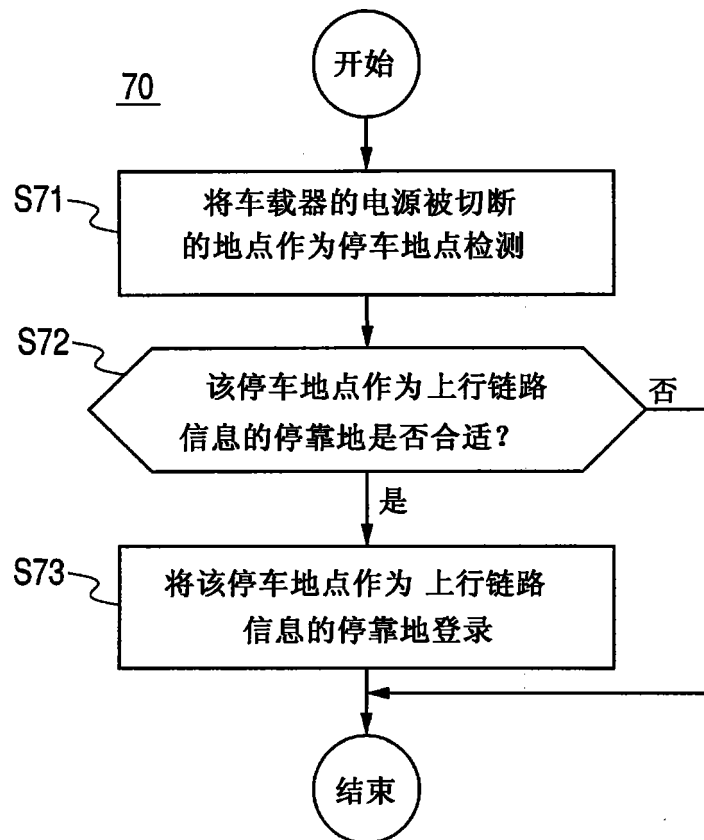 开始
70
S71
将车载器的电源被切断
的地点作为停车地点检测
S72
该停车地点作为上行链路
信息的停靠地是否合适？
否
是
S73
将该停车地点作为 上行链路
信息的停靠地登录
结束